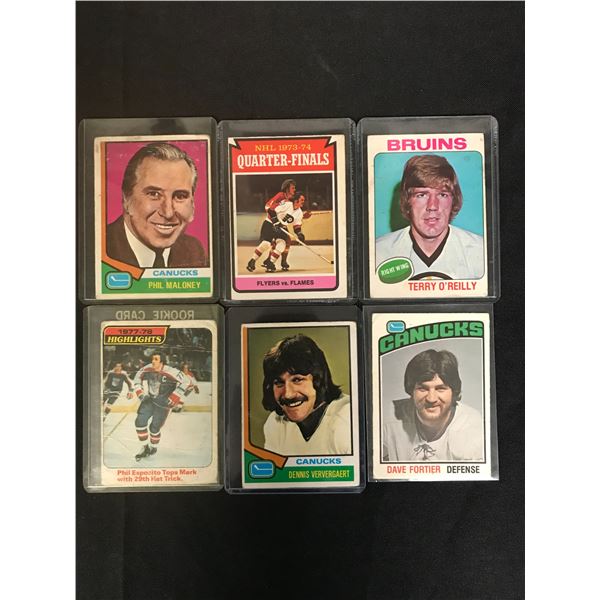 CANUCKS
PHIL MALONEY
NHL 1973-74
QUARTER-FINALS
FLYERS vs. FLAMES
BRUINS
RIGHT WING
TERRY O'REILLY
ROOKIE CARD
1977-78
HIGHLIGHTS
C
Phil Esposito Tops Mark
with 29th Hat Trick.
CANUCKS
DENNIS VERVERGAERT
CANUCKS
DAVE FORTIER DEFENSE